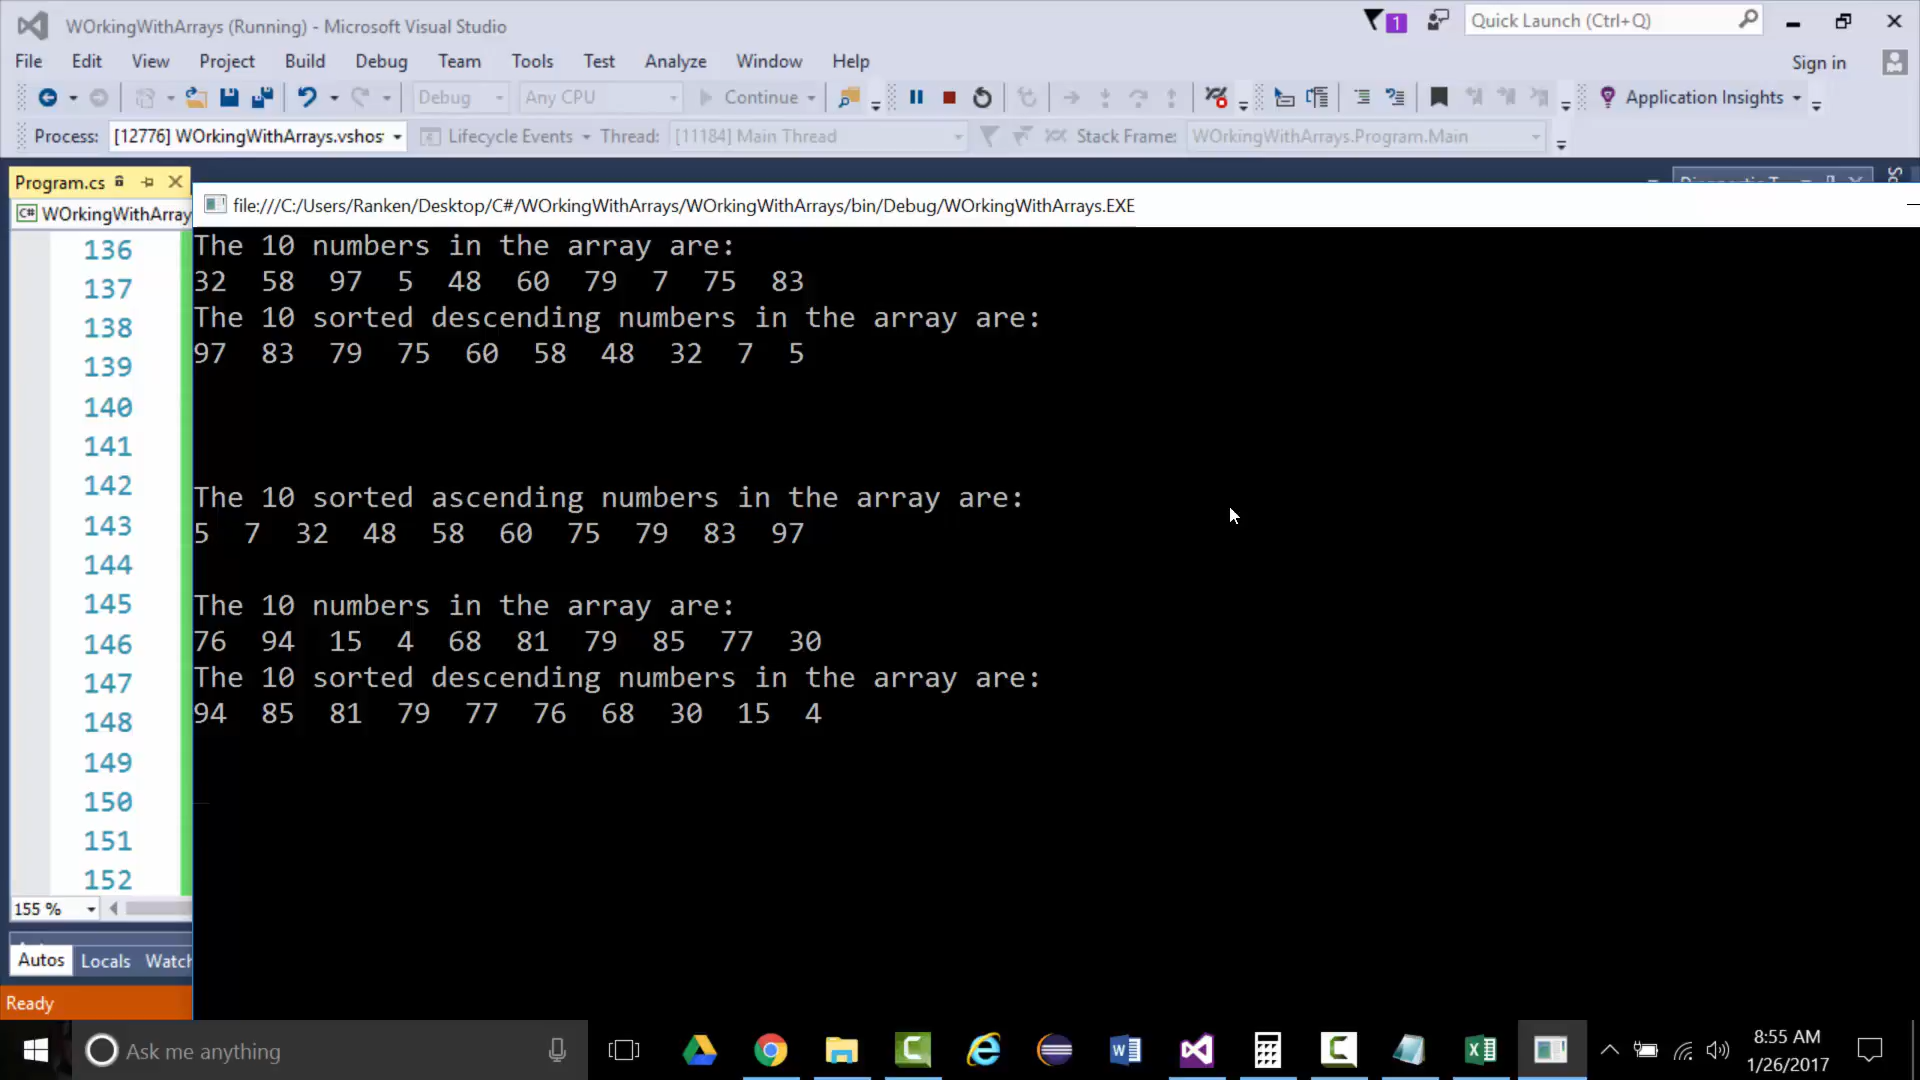 WOrkingWithArrays (Running) - Microsoft Visual Studio
1
Quick Launch (Ctrl+Q)
File Edit View Project Build Debug Team Tools Test Analyze Window Help
Sign in
Debug Any CPU Continue Application Insights
Process: [12776] WOrkingWithArrays.vshos Lifecycle Events Thread: [11184] Main Thread Stack Frame: WOrkingWithArrays.Program.Main
Program.cs
C# WOrkingWithArray
file:///C:/Users/Ranken/Desktop/C#/WOrkingWithArrays/WOrkingWithArrays/bin/Debug/WOrkingWithArrays.EXE
136
137
138
139
140
141
142
143
144
145
146
147
148
149
150
151
152
The 10 numbers in the array are:
32 58 97 5 48 60 79 7 75 83
The 10 sorted descending numbers in the array are:
97 83 79 75 60 58 48 32 7 5
The 10 sorted ascending numbers in the array are:
5 7 32 48 58 60 75 79 83 97
The 10 numbers in the array are:
76 94 15 4 68 81 79 85 77 30
The 10 sorted descending numbers in the array are:
94 85 81 79 77 76 68 30 15 4
155 %
Autos Locals Watch
Ready
Ask me anything
8:55 AM
1/26/2017